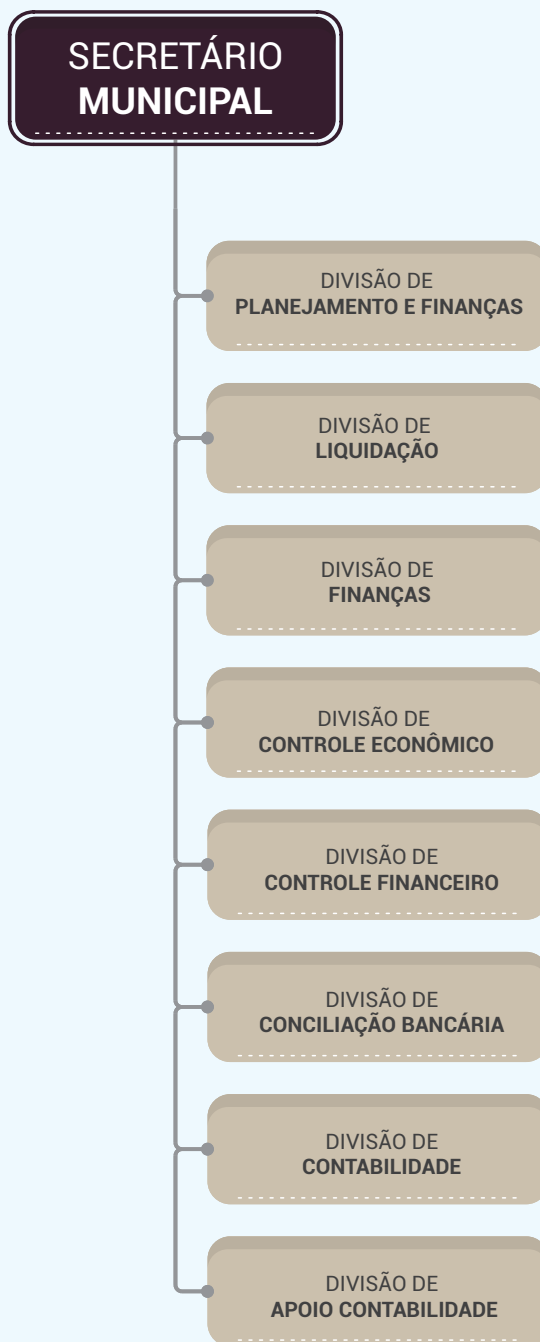 SECRETÁRIO
MUNICIPAL
DIVISÃO DE
PLANEJAMENTO E FINANÇAS
DIVISÃO DE
LIQUIDAÇÃO
DIVISÃO DE
FINANÇAS
DIVISÃO DE
CONTROLE ECONÔMICO
DIVISÃO DE
CONTROLE FINANCEIRO
DIVISÃO DE
CONCILIAÇÃO BANCÁRIA
DIVISÃO DE
CONTABILIDADE
DIVISÃO DE
APOIO CONTABILIDADE